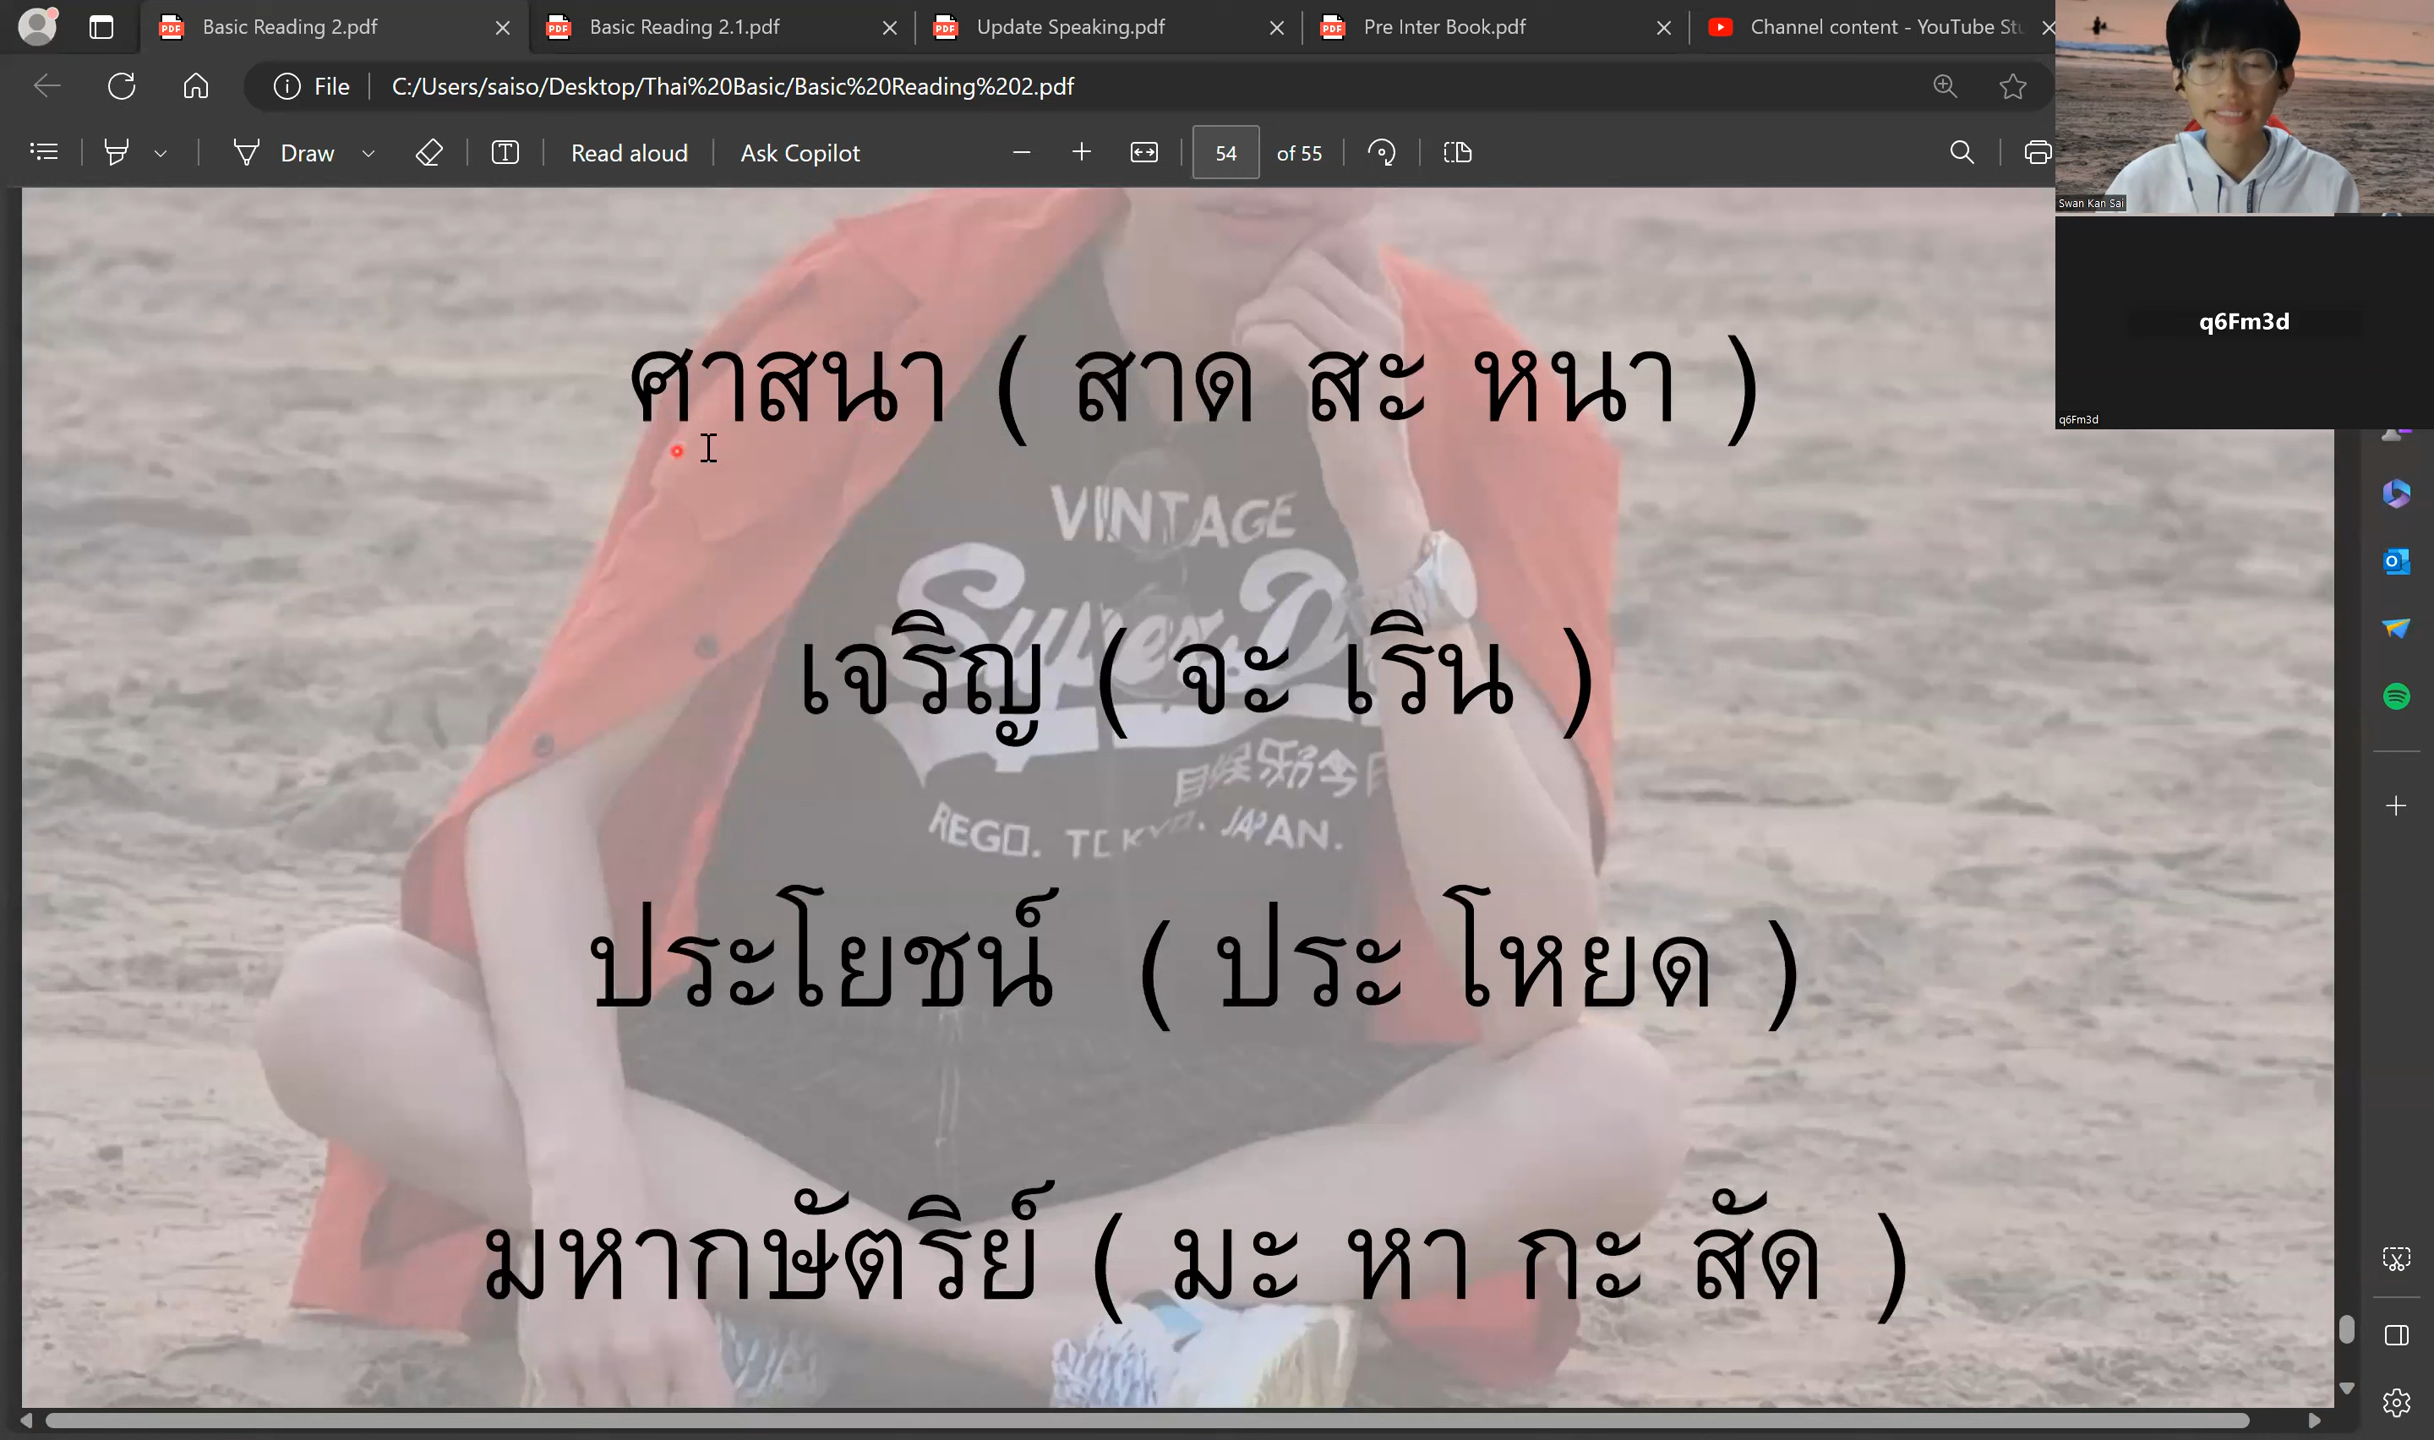 Basic Reading 2.pdf
Basic Reading 2.1.pdf
Update Speaking.pdf
Pre Inter Book.pdf
Channel content - YouTube Stu
File
C:/Users/saiso/Desktop/Thai%20Basic/Basic%20Reading%202.pdf
Draw
Read aloud
Ask Copilot
54 of 55
Swan Kan Sai
q6Fm3d
q6Fm3d
ศาสนา ( สาด สะ หนา )
VINTAGE
เจริญ ( จะ เริน )
JAPAN.
ประโยชน์ ( ประ โหยด )
มหากษัตริย์ ( มะ หา กะ สัด )